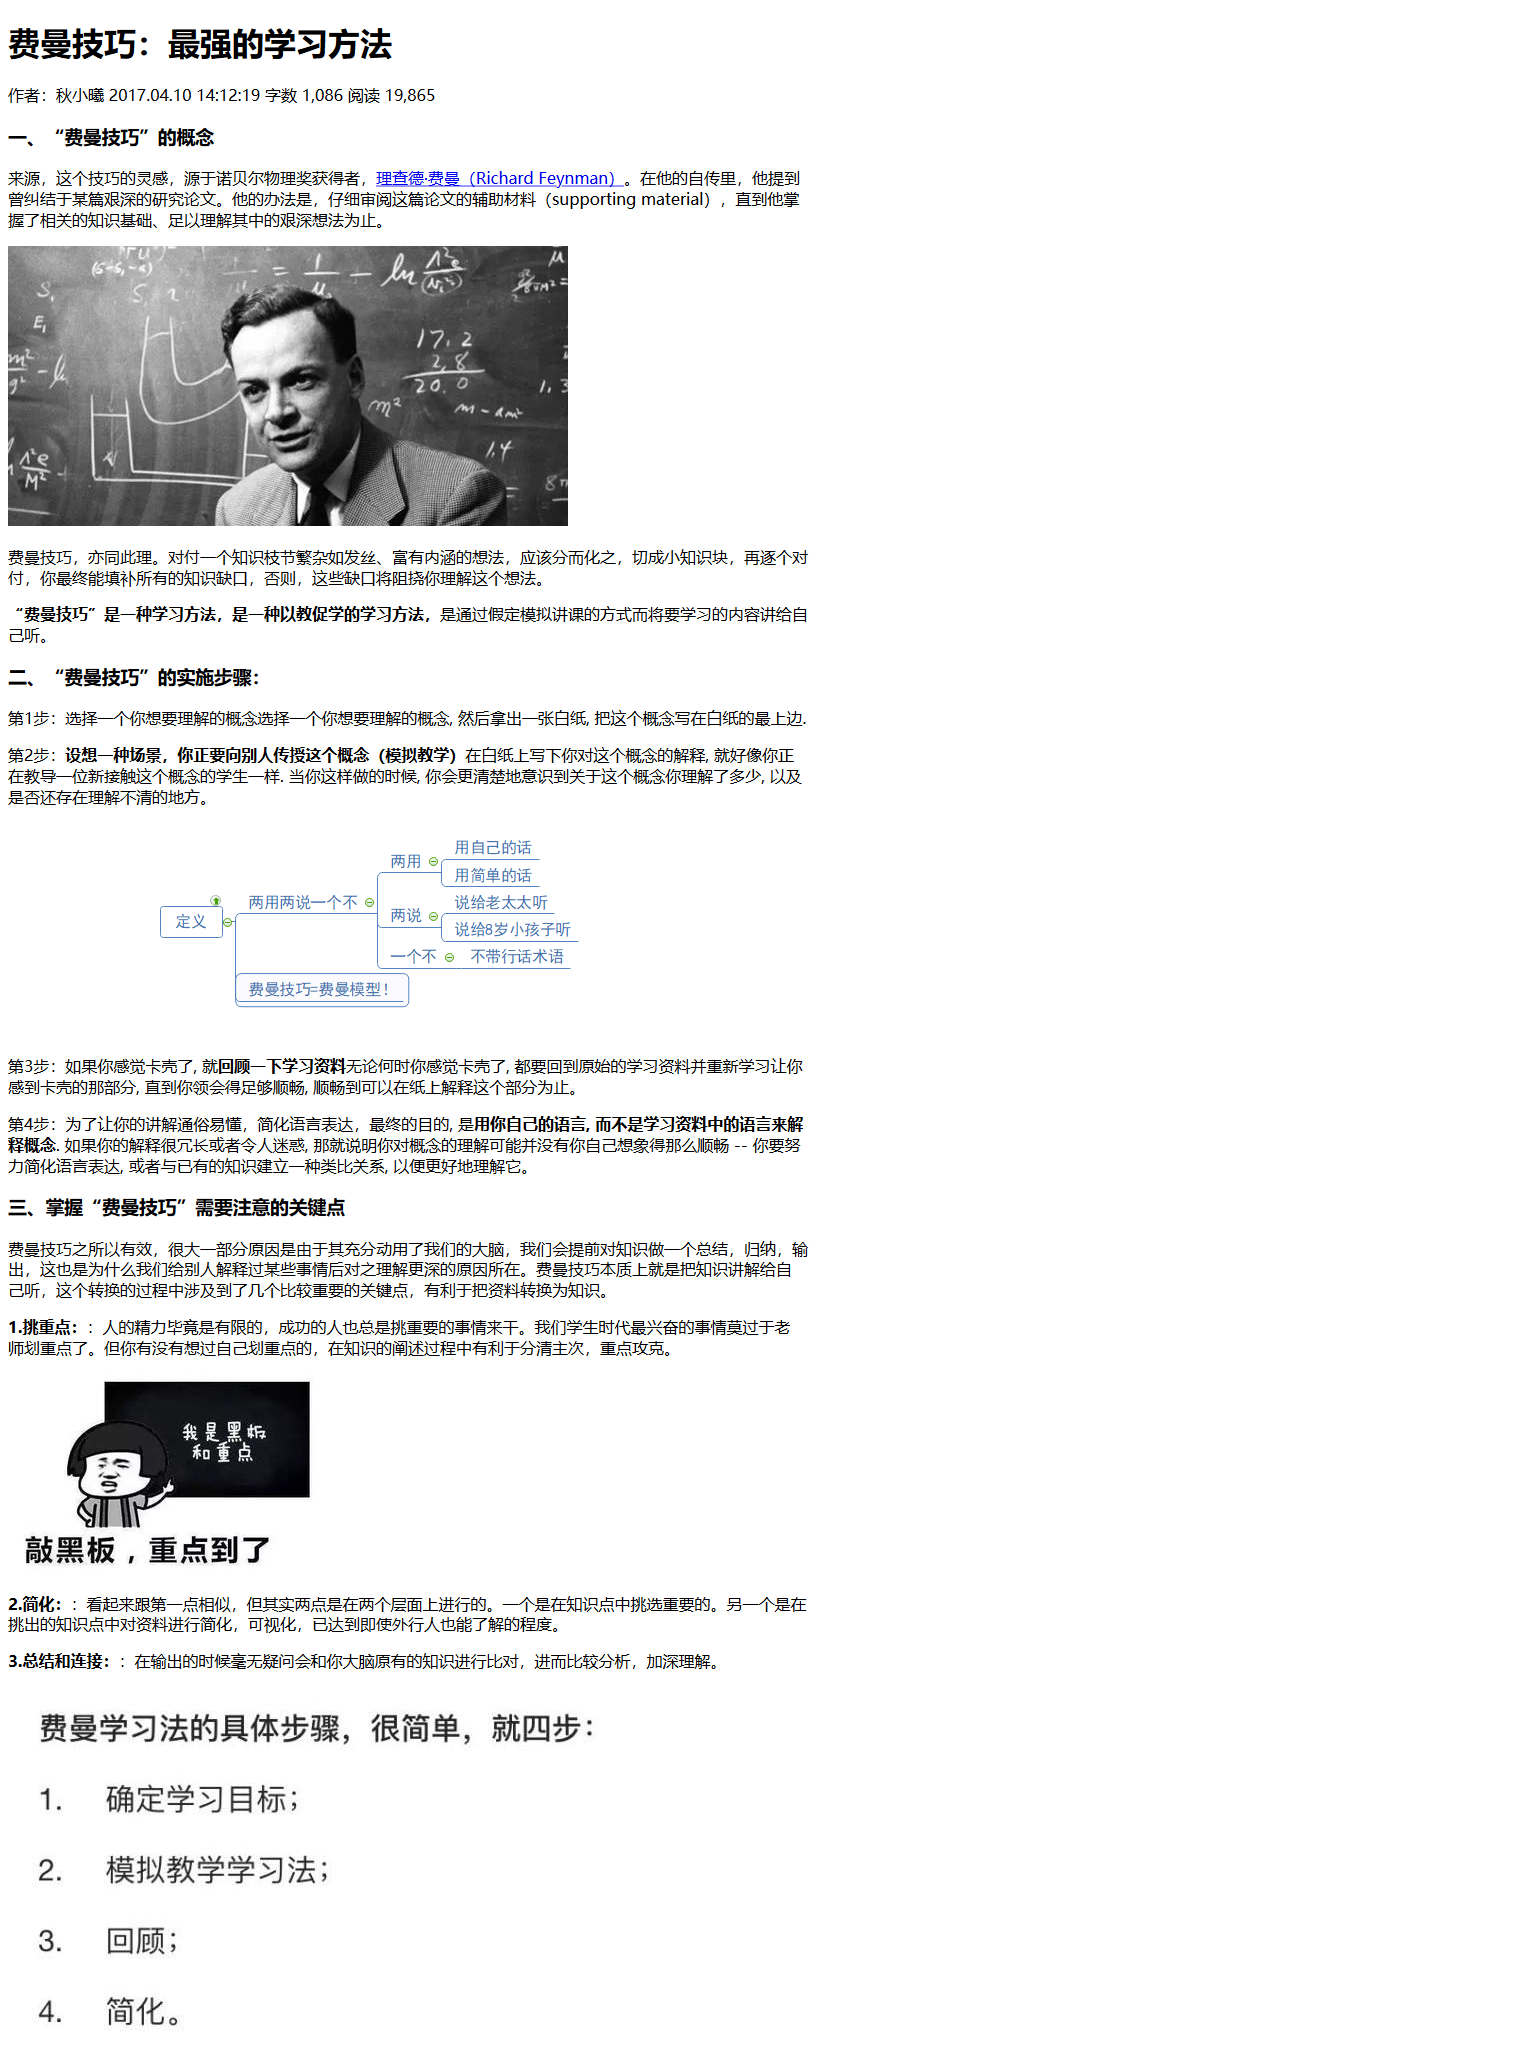 费曼技巧：最强的学习方法
作者：秋小曦 2017.04.10 14:12:19 字数 1,086 阅读 19,865
一、“费曼技巧”的概念
来源，这个技巧的灵感，源于诺贝尔物理奖获得者，理查德·费曼（Richard Feynman）。在他的自传里，他提到
曾纠结于某篇艰深的研究论文。他的办法是，仔细审阅这篇论文的辅助材料（supporting material），直到他掌
握了相关的知识基础、足以理解其中的艰深想法为止。
17.2
2,8
20.0
m²
m-am²
1,4
S,
E,
费曼技巧，亦同此理。对付一个知识枝节繁杂如发丝、富有内涵的想法，应该分而化之，切成小知识块，再逐个对
付，你最终能填补所有的知识缺口，否则，这些缺口将阻挠你理解这个想法。
“费曼技巧”是一种学习方法，是一种以教促学的学习方法，是通过假定模拟讲课的方式而将要学习的内容讲给自
己听。
二、“费曼技巧”的实施步骤：
第1步：选择一个你想要理解的概念选择一个你想要理解的概念, 然后拿出一张白纸, 把这个概念写在白纸的最上边.
第2步：设想一种场景，你正要向别人传授这个概念（模拟教学）在白纸上写下你对这个概念的解释, 就好像你正
在教导一位新接触这个概念的学生一样. 当你这样做的时候, 你会更清楚地意识到关于这个概念你理解了多少, 以及
是否还存在理解不清的地方。
定义
两用两说一个不
两用
用自己的话
用简单的话
两说
说给老太太听
说给8岁小孩子听
一个不
不带行话术语
费曼技巧=费曼模型！
第3步：如果你感觉卡壳了, 就回顾一下学习资料无论何时你感觉卡壳了, 都要回到原始的学习资料并重新学习让你
感到卡壳的那部分, 直到你领会得足够顺畅, 顺畅到可以在纸上解释这个部分为止。
第4步：为了让你的讲解通俗易懂，简化语言表达，最终的目的, 是用你自己的语言, 而不是学习资料中的语言来解
释概念. 如果你的解释很冗长或者令人迷惑, 那就说明你对概念的理解可能并没有你自己想象得那么顺畅 -- 你要努
力简化语言表达, 或者与已有的知识建立一种类比关系, 以便更好地理解它。
三、掌握“费曼技巧”需要注意的关键点
费曼技巧之所以有效，很大一部分原因是由于其充分动用了我们的大脑，我们会提前对知识做一个总结，归纳，输
出，这也是为什么我们给别人解释过某些事情后对之理解更深的原因所在。费曼技巧本质上就是把知识讲解给自
己听，这个转换的过程中涉及到了几个比较重要的关键点，有利于把资料转换为知识。
1.挑重点：：人的精力毕竟是有限的，成功的人也总是挑重要的事情来干。我们学生时代最兴奋的事情莫过于老
师划重点了。但你有没有想过自己划重点的，在知识的阐述过程中有利于分清主次，重点攻克。
我是黑板
和重点
敲黑板，重点到了
2.简化：：看起来跟第一点相似，但其实两点是在两个层面上进行的。一个是在知识点中挑选重要的。另一个是在
挑出的知识点中对资料进行简化，可视化，已达到即使外行人也能了解的程度。
3.总结和连接：：在输出的时候毫无疑问会和你大脑原有的知识进行比对，进而比较分析，加深理解。
费曼学习法的具体步骤，很简单，就四步：
1. 确定学习目标；
2. 模拟教学学习法；
3. 回顾；
4. 简化。